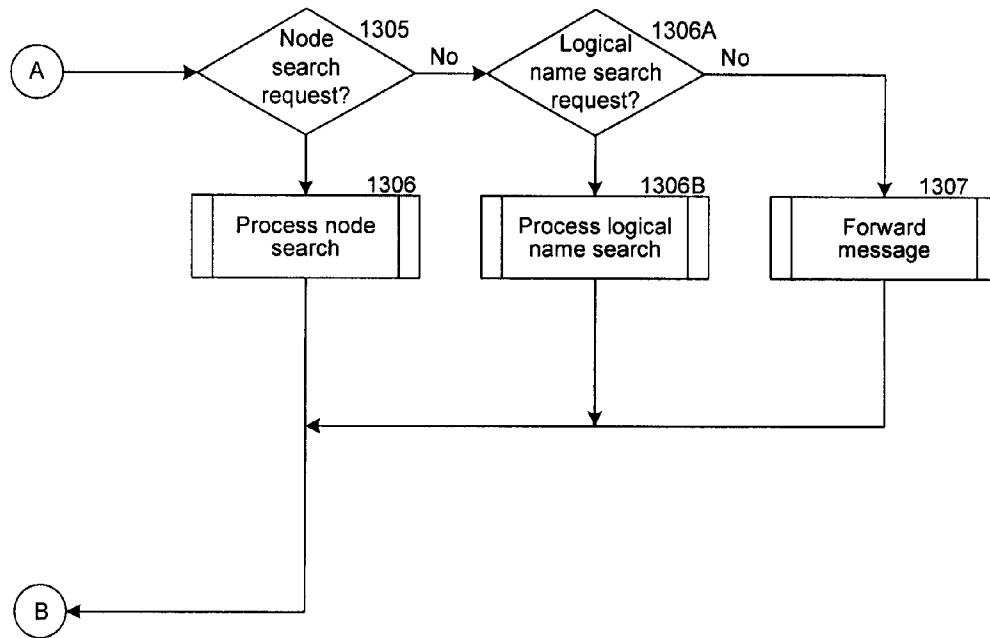 A
Node
search
request?
1305
No
Logical
name search
request?
1306A
No
1306
Process node
search
1306B
Process logical
name search
1307
Forward
message
B